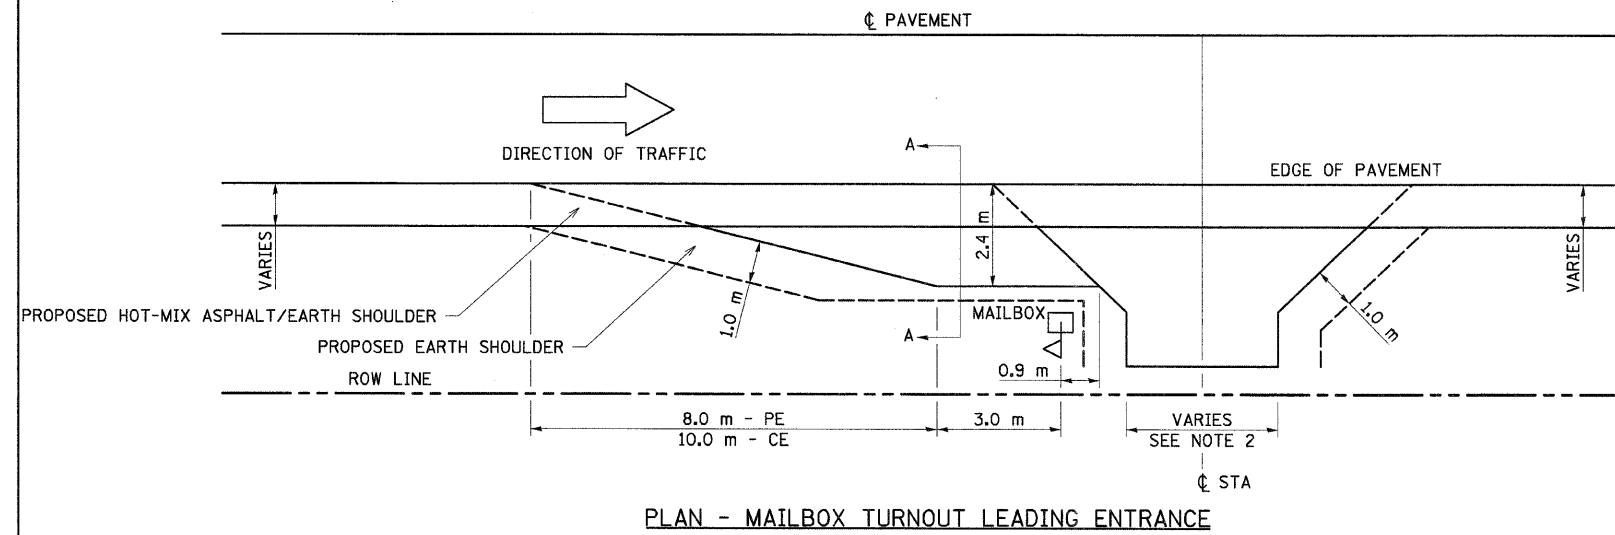 ℄ PAVEMENT
DIRECTION OF TRAFFIC
A
EDGE OF PAVEMENT
VARIES
2.4 m
VARIES
PROPOSED HOT-MIX ASPHALT/EARTH SHOULDER
1.0 m
MAILBOX
1.0 m
PROPOSED EARTH SHOULDER
A
ROW LINE
0.9 m
8.0 m - PE
10.0 m - CE
3.0 m
VARIES
SEE NOTE 2
℄ STA
PLAN - MAILBOX TURNOUT LEADING ENTRANCE